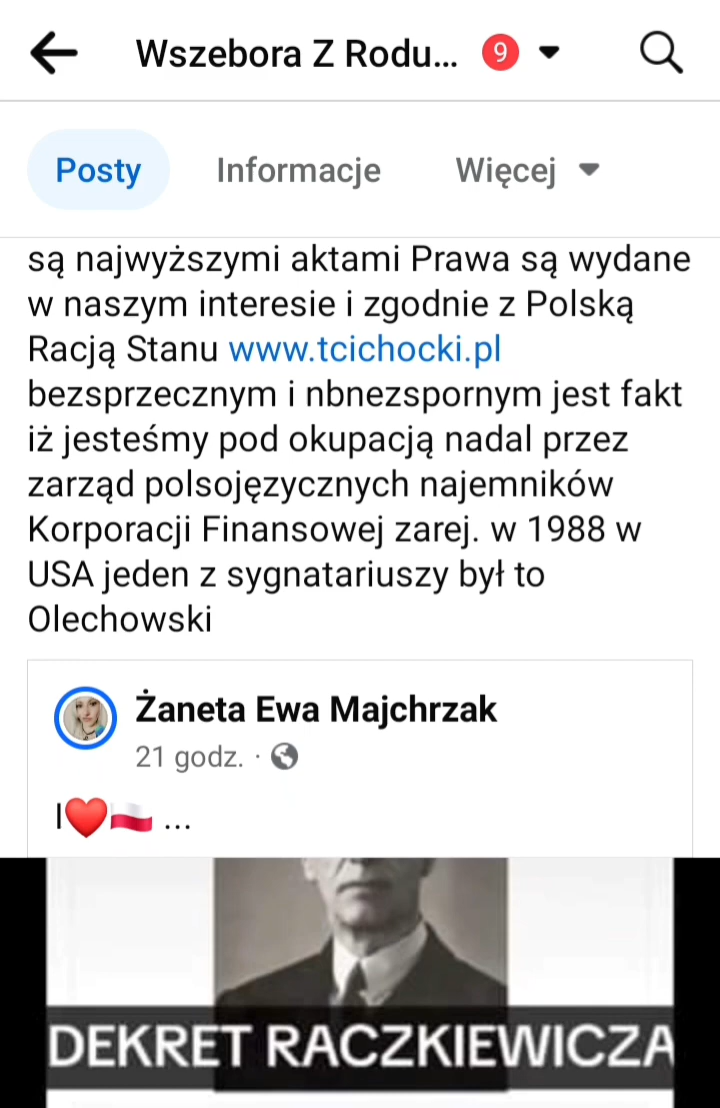 Wszebora Z Rodu... 9
Posty Informacje Więcej
są najwyższymi aktami Prawa są wydane
w naszym interesie i zgodnie z Polską
Racją Stanu www.tcichocki.pl
bezsprzecznym i nbnezspornym jest fakt
iż jesteśmy pod okupacją nadal przez
zarząd polsojęzycznych najemników
Korporacji Finansowej zarej. w 1988 w
USA jeden z sygnatariuszy był to
Olechowski
Żaneta Ewa Majchrzak
21 godz. ·
I❤️🇵🇱 ...
DEKRET RACZKIEWICZA